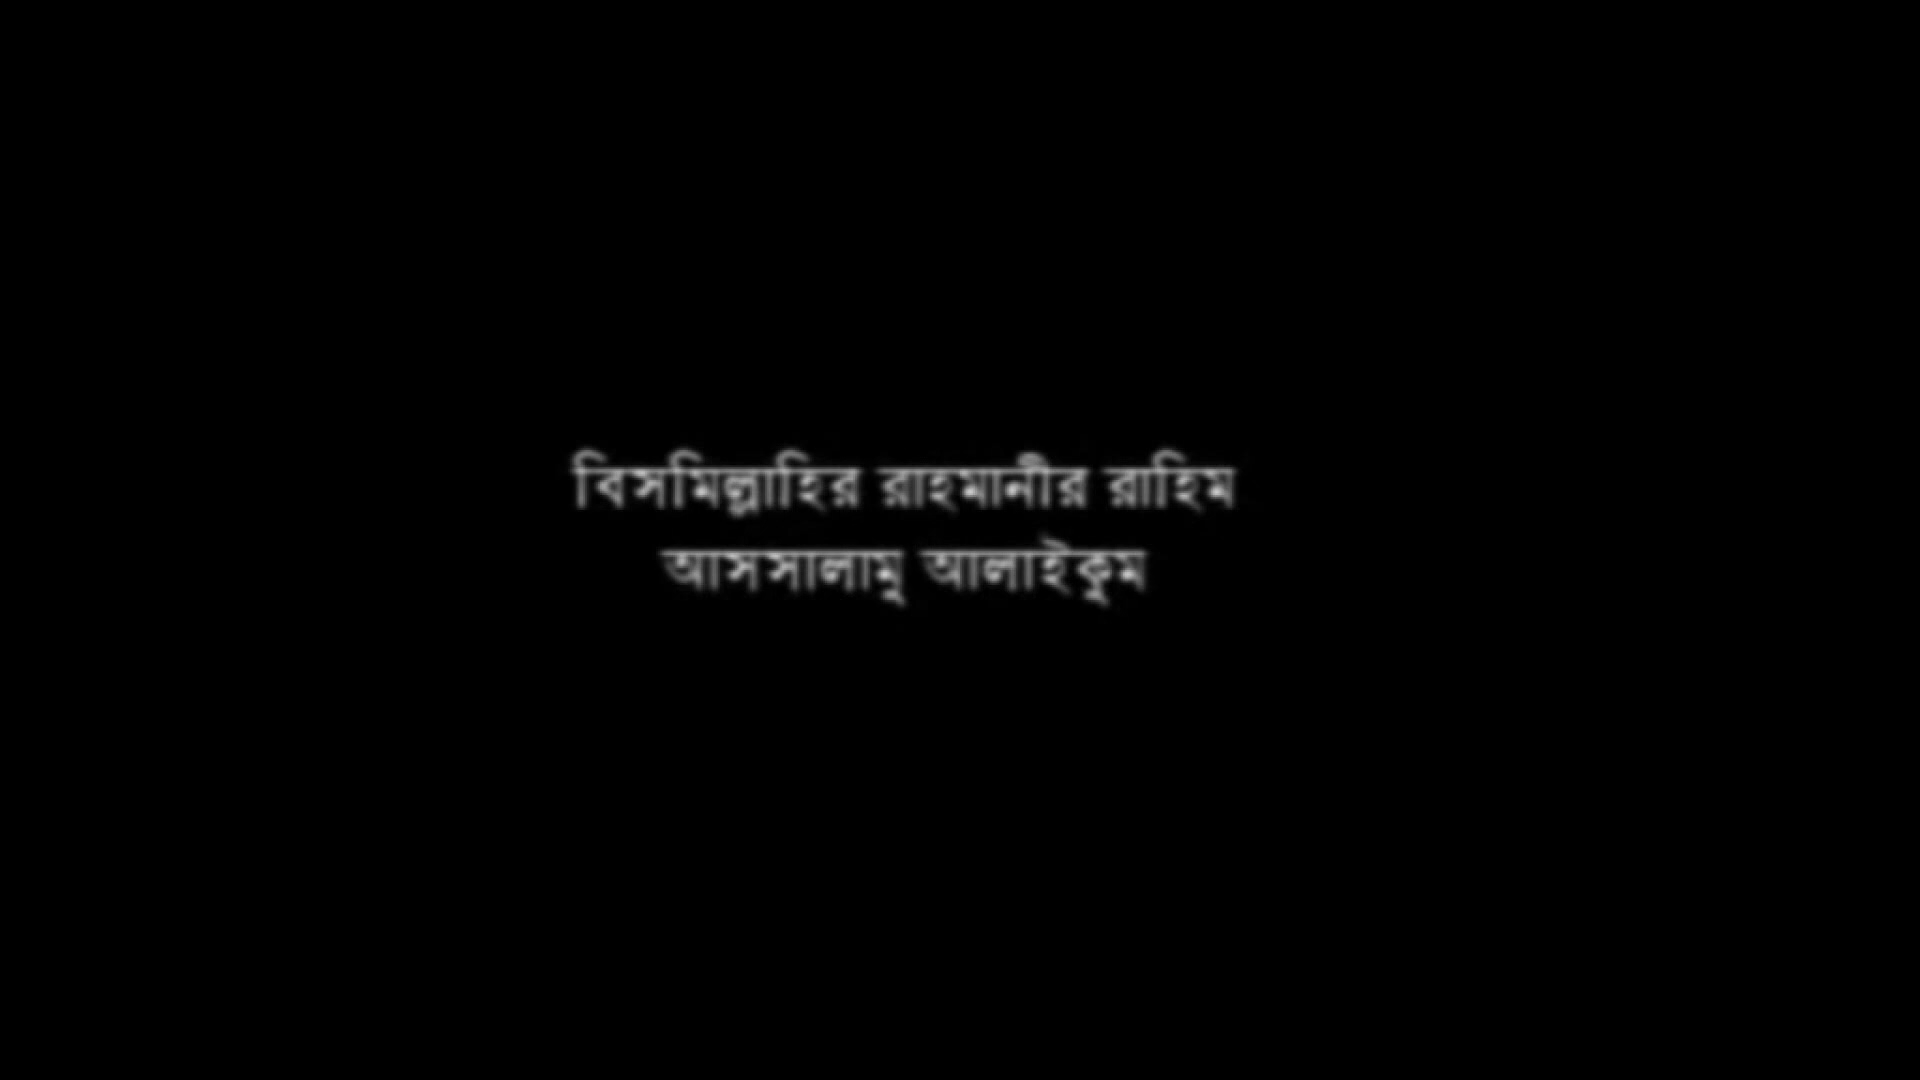 বিসমিল্লাহির রাহমানীর রাহিম
আসসালামু আলাইকুম